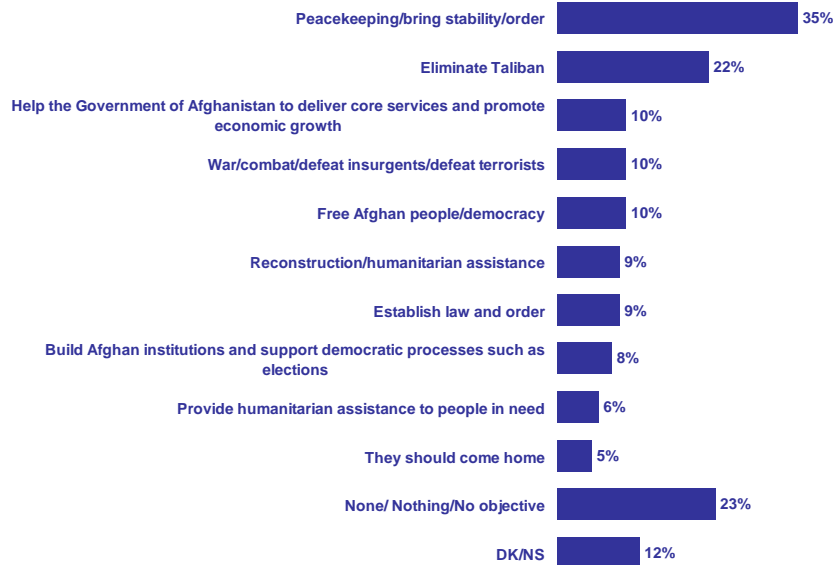 Peacekeeping/bring stability/order 35%
Eliminate Taliban 22%
Help the Government of Afghanistan to deliver core services and promote
economic growth 10%
War/combat/defeat insurgents/defeat terrorists 10%
Free Afghan people/democracy 10%
Reconstruction/humanitarian assistance 9%
Establish law and order 9%
Build Afghan institutions and support democratic processes such as
elections 8%
Provide humanitarian assistance to people in need 6%
They should come home 5%
None/ Nothing/No objective 23%
DK/NS 12%